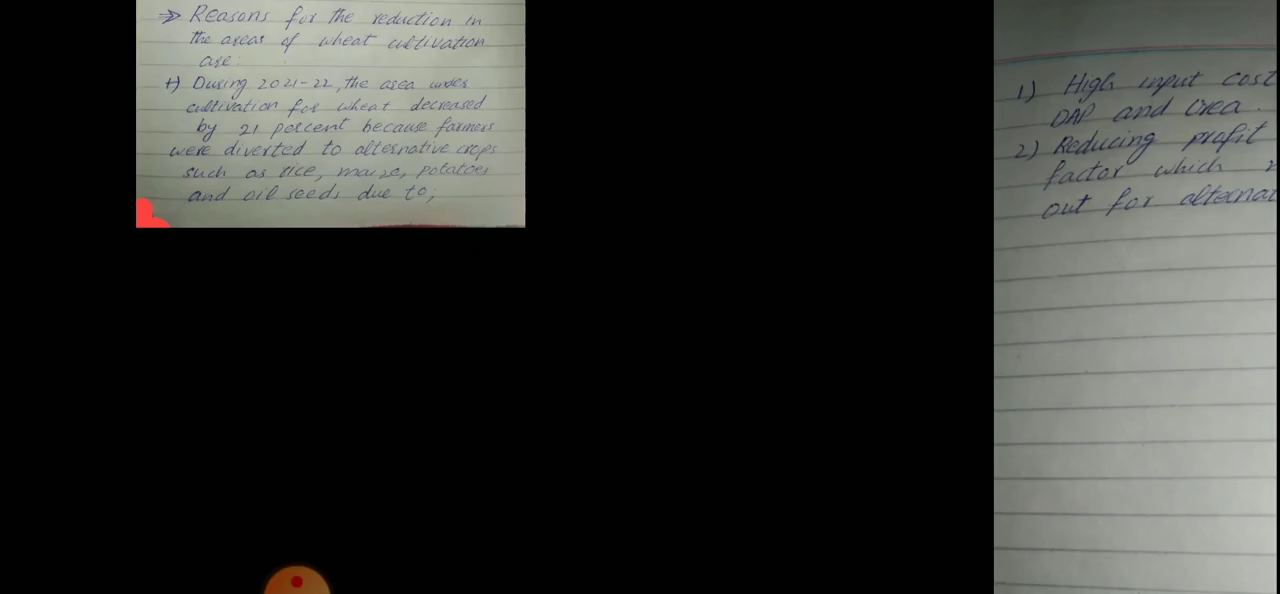 ⇒ Reasons for the reduction in
the areas of wheat cultivation
are:
+) During 2021-22, the area under
cultivation for wheat decreased
by 21 percent because farmers
were diverted to alternative crops
such as rice, maize, potatoes
and oil seeds due to;
1) High input cost
DAP and Urea.
2) Reducing profit
factor which
out for